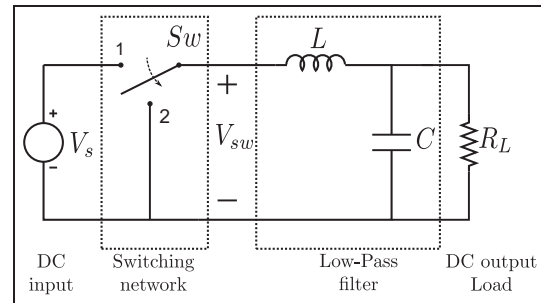 Sw
L
1
+
+
2
V_s
V_sw
C
R_L
−
−
DC input
Switching network
Low-Pass filter
DC output Load